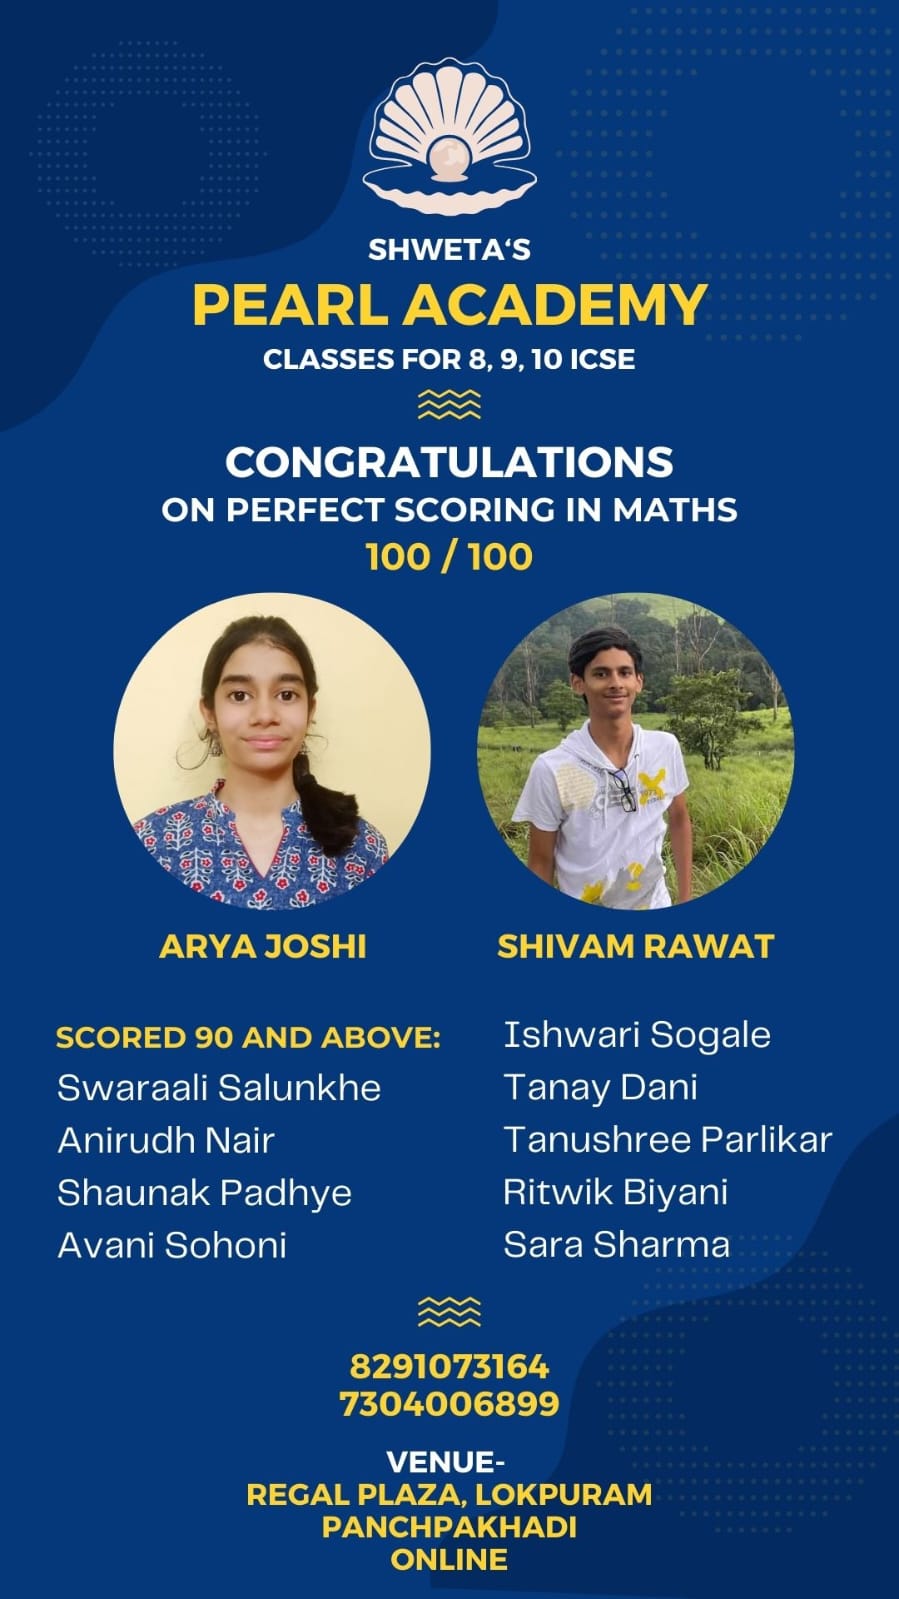 SHWETA‘S
PEARL ACADEMY
CLASSES FOR 8, 9, 10 ICSE
CONGRATULATIONS
ON PERFECT SCORING IN MATHS
100 / 100
ARYA JOSHI
SHIVAM RAWAT
SCORED 90 AND ABOVE:
Swaraali Salunkhe
Anirudh Nair
Shaunak Padhye
Avani Sohoni
Ishwari Sogale
Tanay Dani
Tanushree Parlikar
Ritwik Biyani
Sara Sharma
8291073164
7304006899
VENUE-
REGAL PLAZA, LOKPURAM
PANCHPAKHADI
ONLINE